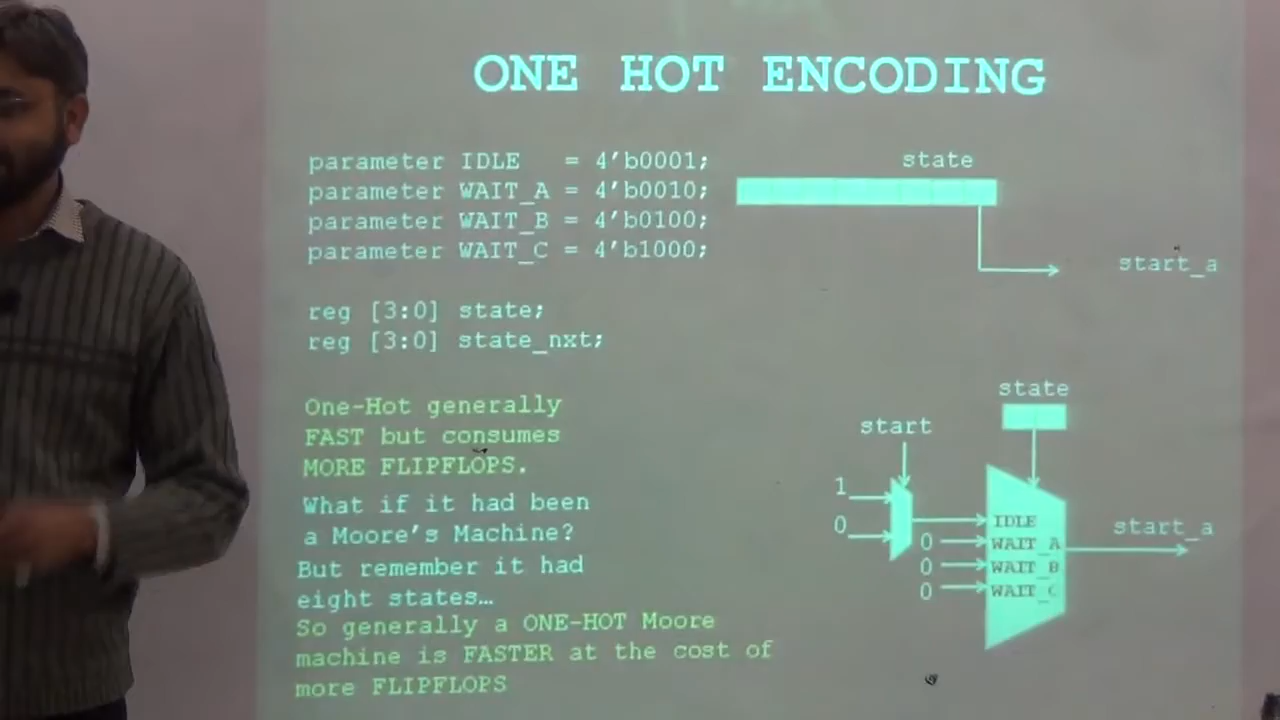 ONE HOT ENCODING
parameter IDLE = 4'b0001;
parameter WAIT_A = 4'b0010;
parameter WAIT_B = 4'b0100;
parameter WAIT_C = 4'b1000;
reg [3:0] state;
reg [3:0] state_nxt;
One-Hot generally
FAST but consumes
MORE FLIPFLOPS.
What if it had been
a Moore's Machine?
But remember it had
eight states…
So generally a ONE-HOT Moore
machine is FASTER at the cost of
more FLIPFLOPS
state
start_a
state
start
1
0
IDLE
0 WAIT_A
0 WAIT_B
0 WAIT_C
start_a